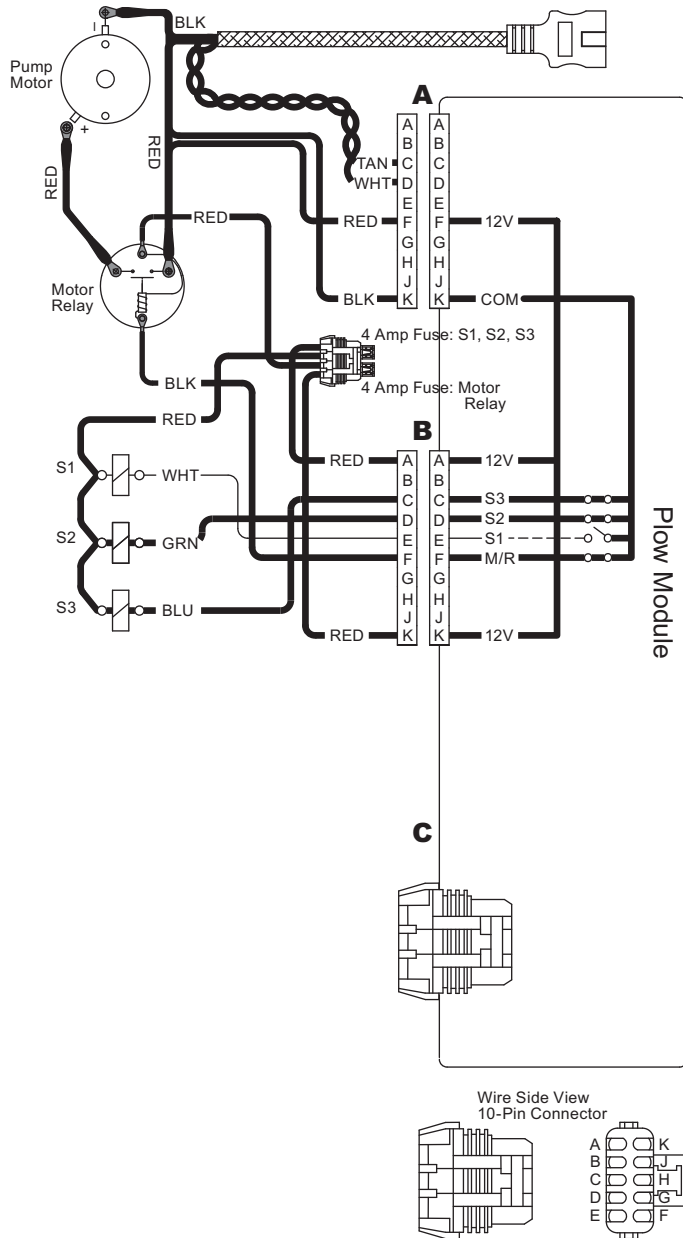 BLK
Pump
Motor
–
+
RED
RED
A
TAN
WHT
A
B
C
D
E
F
G
H
J
K
A
B
C
D
E
F
G
H
J
K
RED
RED
12V
Motor
Relay
BLK
COM
4 Amp Fuse: S1, S2, S3
4 Amp Fuse: Motor
Relay
BLK
RED
B
RED
12V
S1
WHT
A
B
C
D
E
F
G
H
J
K
A
B
C
D
E
F
G
H
J
K
S3
S2
S1
M/R
S2
GRN
S3
BLU
RED
12V
Plow Module
C
Wire Side View
10-Pin Connector
A K
B J
C H
D G
E F